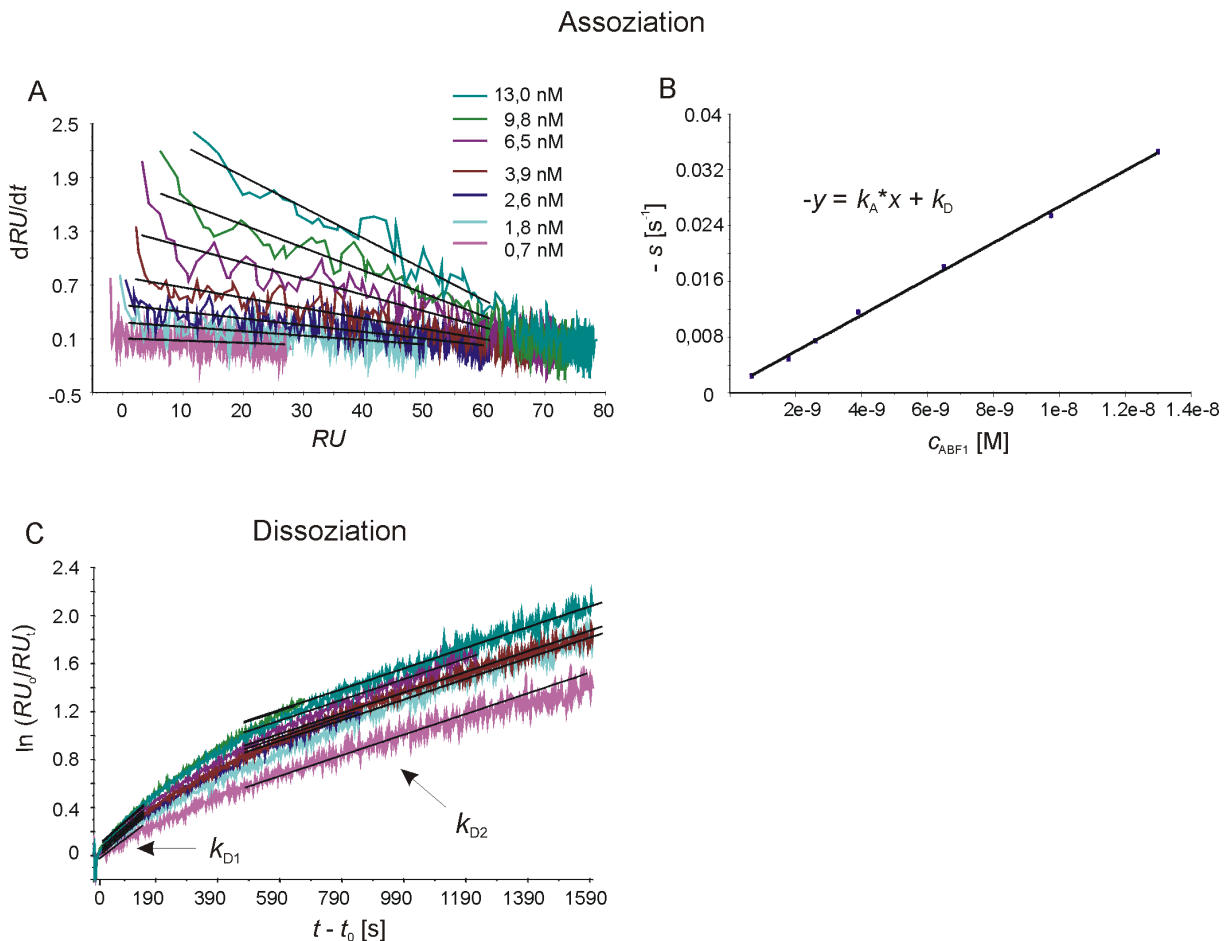 Assoziation
A
13,0 nM
9,8 nM
6,5 nM
3,9 nM
2,6 nM
1,8 nM
0,7 nM
dRU/dt
2.5
1.9
1.3
0.7
0.1
-0.5
0 10 20 30 40 50 60 70 80
RU
B
-y = kA*x + kD
- s [s-1]
0.04
0.032
0.024
0.016
0,008
0
2e-9 4e-9 6e-9 8e-9 1e-8 1.2e-8 1.4e-8
cABF1 [M]
Dissoziation
C
ln (RUo/RUt)
2.4
2.0
1.6
1.2
0.8
0.4
0
kD1
kD2
0 190 390 590 790 990 1190 1390 1590
t - t0 [s]